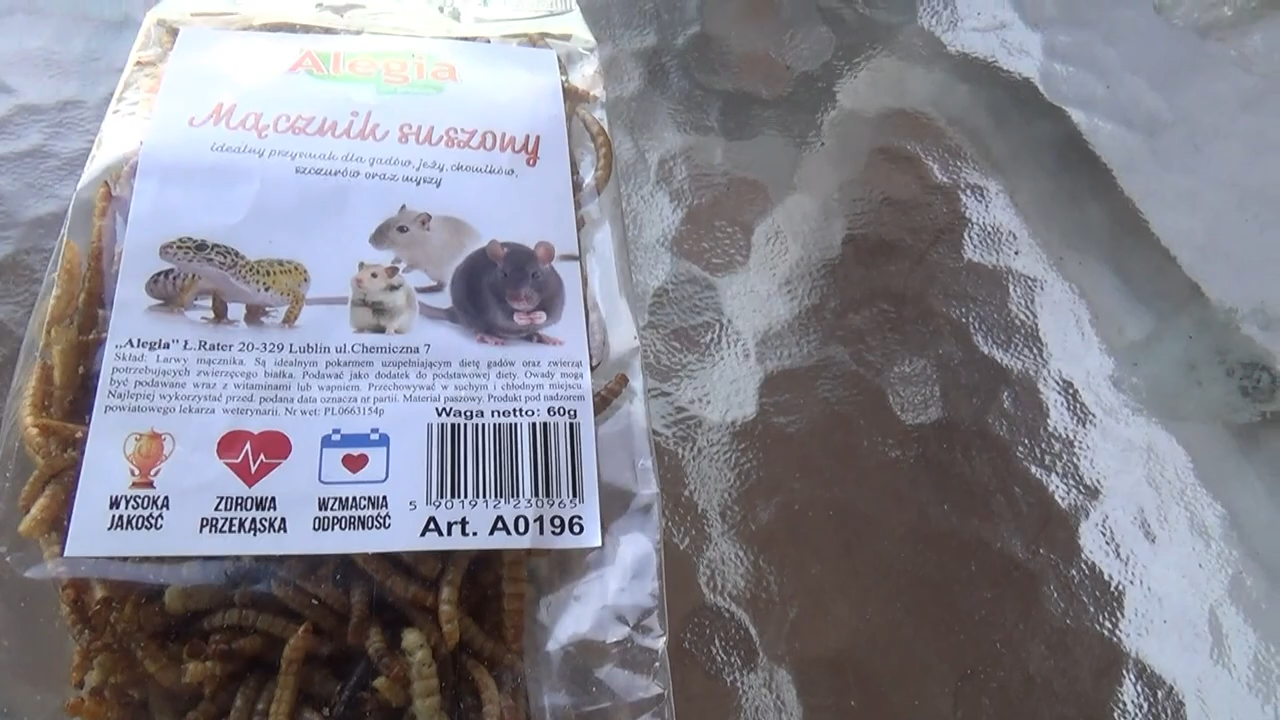 Alegia
Mącznik suszony
idealny przysmak dla gadów, jeży, chomików,
szczurów oraz myszy
„Alegia" Ł.Rater 20-329 Lublin ul.Chemiczna 7
Skład: Larwy mącznika. Są idealnym pokarmem uzupełniającym dietę gadów oraz zwierząt
potrzebujących zwierzęcego białka. Podawać jako dodatek do podstawowej diety. Owady mogą
być podawane wraz z witaminami lub wapniem. Przechowywać w suchym i chłodnym miejscu.
Najlepiej wykorzystać przed. podana data oznacza nr partii. Materiał paszowy. Produkt pod nadzorem
powiatowego lekarza weterynarii. Nr wet: PL0663154p
Waga netto: 60g
WYSOKA
JAKOŚĆ
ZDROWA
PRZEKĄSKA
WZMACNIA
ODPORNOŚĆ
5 901912 230965
Art. A0196